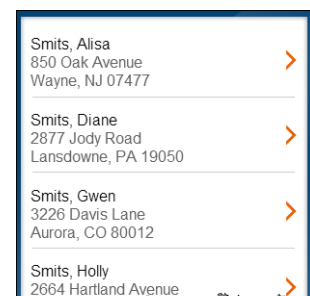 Smits, Alisa
850 Oak Avenue
Wayne, NJ 07477
Smits, Diane
2877 Jody Road
Lansdowne, PA 19050
Smits, Gwen
3226 Davis Lane
Aurora, CO 80012
Smits, Holly
2664 Hartland Avenue